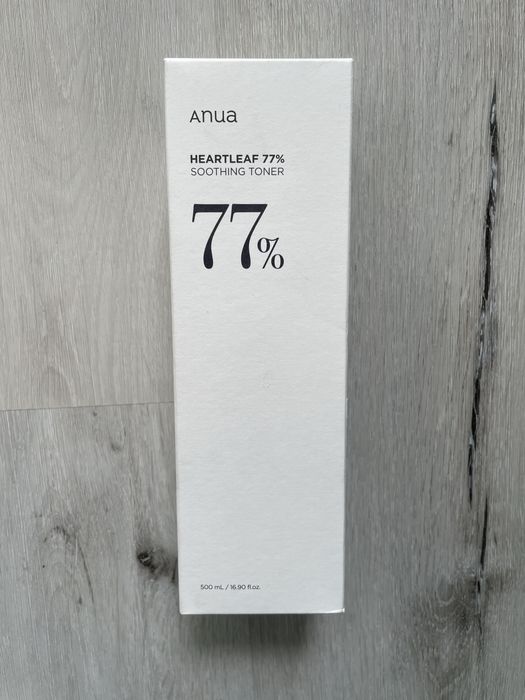 Anua
HEARTLEAF 77%
SOOTHING TONER
77%
500 mL / 16.90 fl.oz.